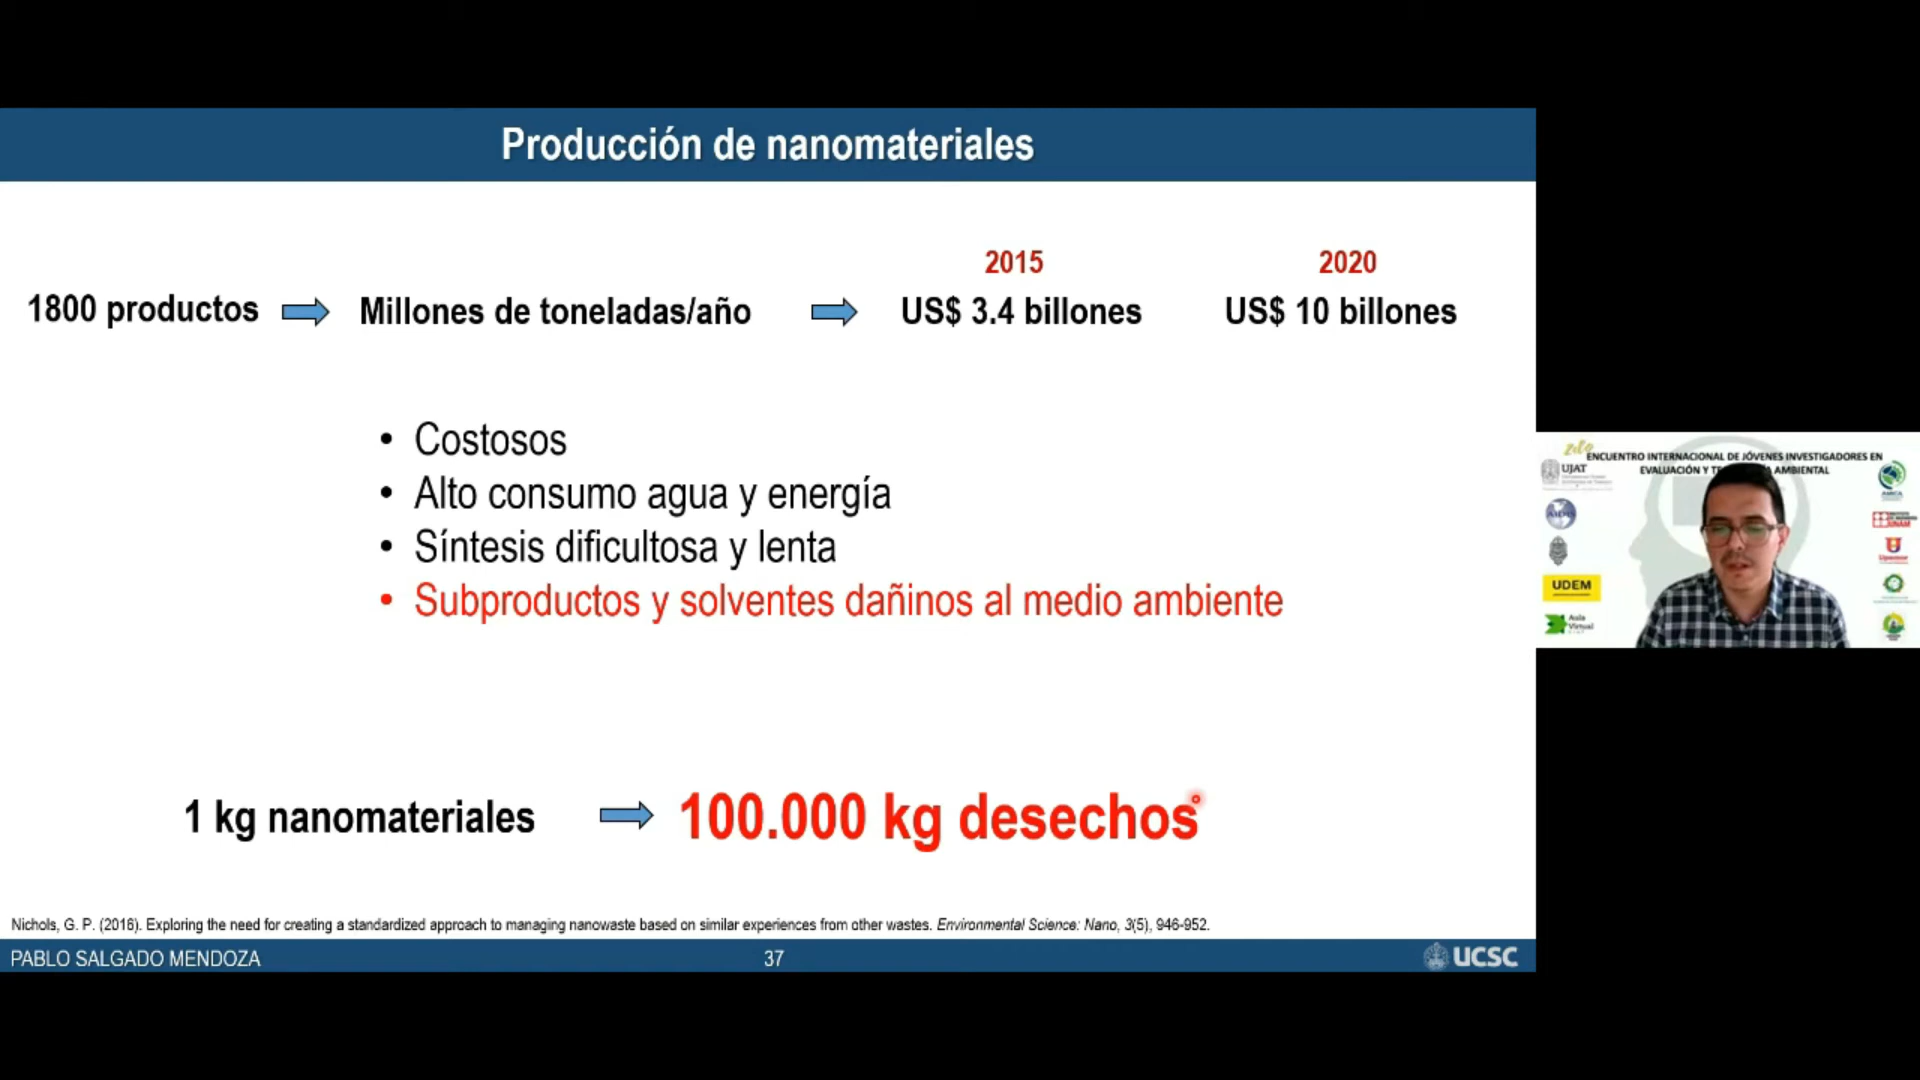 Producción de nanomateriales
2015
2020
1800 productos
Millones de toneladas/año
US$ 3.4 billones
US$ 10 billones
• Costosos
• Alto consumo agua y energía
• Síntesis dificultosa y lenta
• Subproductos y solventes dañinos al medio ambiente
1 kg nanomateriales
100.000 kg desechos
Nichols, G. P. (2016). Exploring the need for creating a standardized approach to managing nanowaste based on similar experiences from other wastes. Environmental Science: Nano, 3(5), 946-952.
PABLO SALGADO MENDOZA
37
UCSC
2do
ENCUENTRO INTERNACIONAL DE JÓVENES INVESTIGADORES EN
EVALUACIÓN Y AMBIENTAL
UJAT
UDEM
Aula
Virtual